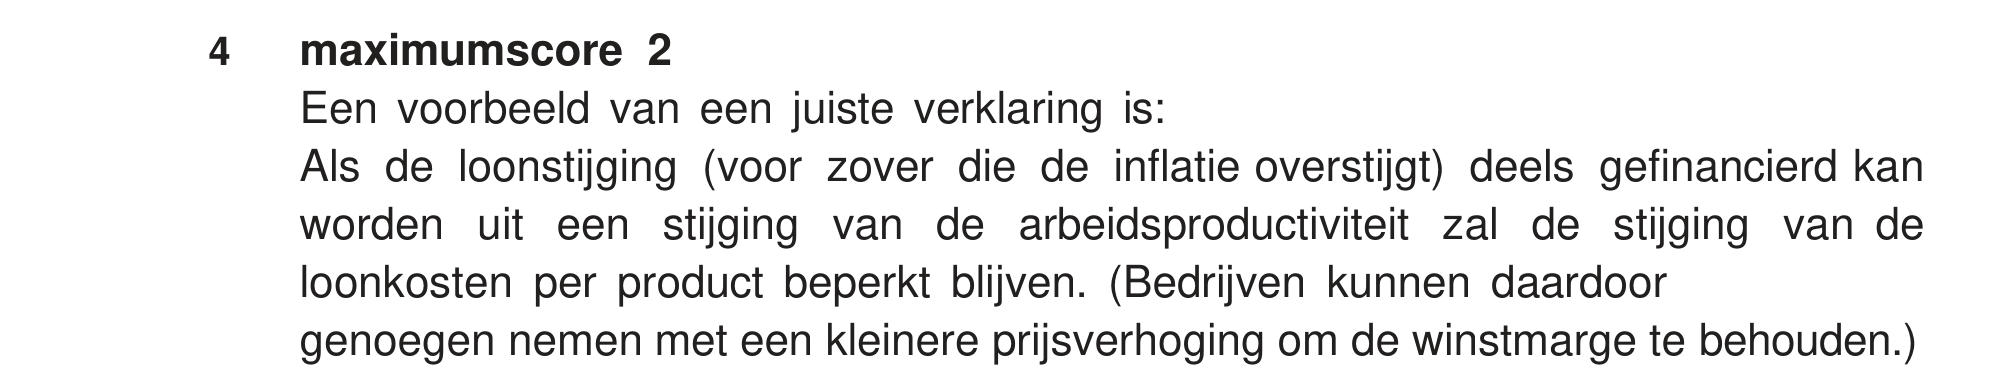 4 maximumscore 2
Een voorbeeld van een juiste verklaring is:
Als de loonstijging (voor zover die de inflatie overstijgt) deels gefinancierd kan
worden uit een stijging van de arbeidsproductiviteit zal de stijging van de
loonkosten per product beperkt blijven. (Bedrijven kunnen daardoor
genoegen nemen met een kleinere prijsverhoging om de winstmarge te behouden.)